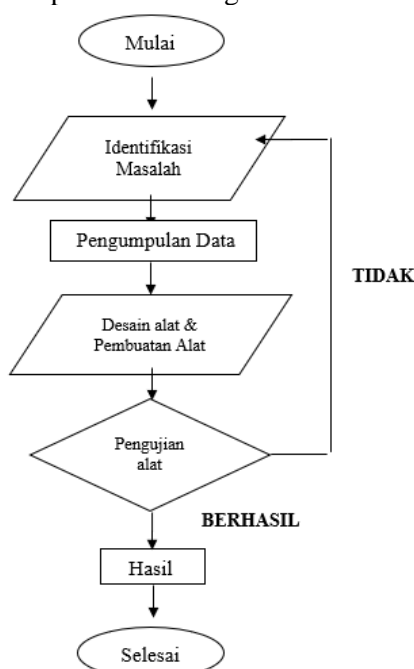 Mulai
Identifikasi
Masalah
Pengumpulan Data
TIDAK
Desain alat &
Pembuatan Alat
Pengujian
alat
BERHASIL
Hasil
Selesai